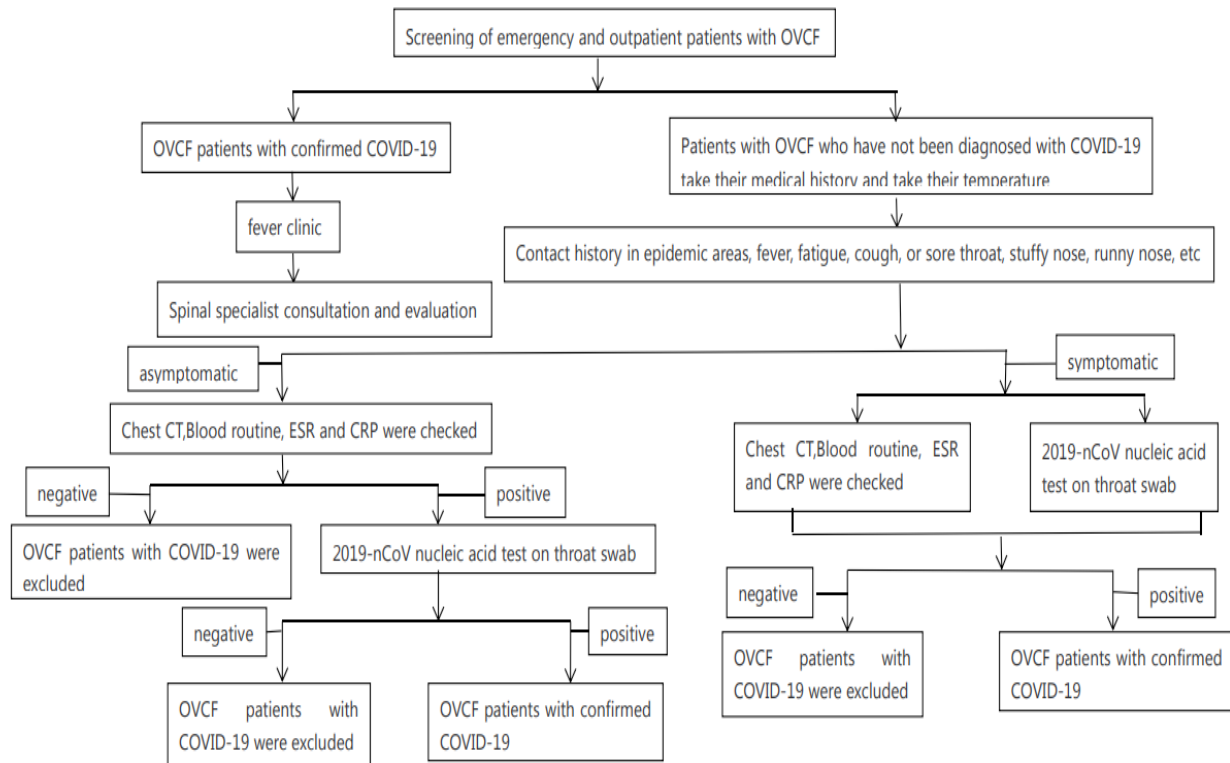 Screening of emergency and outpatient patients with OVCF
OVCF patients with confirmed COVID-19
Patients with OVCF who have not been diagnosed with COVID-19
take their medical history and take their temperature
fever clinic
Contact history in epidemic areas, fever, fatigue, cough, or sore throat, stuffy nose, runny nose, etc
Spinal specialist consultation and evaluation
asymptomatic
symptomatic
Chest CT,Blood routine, ESR and CRP were checked
Chest CT,Blood routine, ESR
and CRP were checked
2019-nCoV nucleic acid
test on throat swab
negative
positive
OVCF patients with COVID-19 were
excluded
2019-nCoV nucleic acid test on throat swab
negative
positive
negative
positive
OVCF patients with
COVID-19 were excluded
OVCF patients with confirmed
COVID-19
OVCF patients with
COVID-19 were excluded
OVCF patients with confirmed
COVID-19